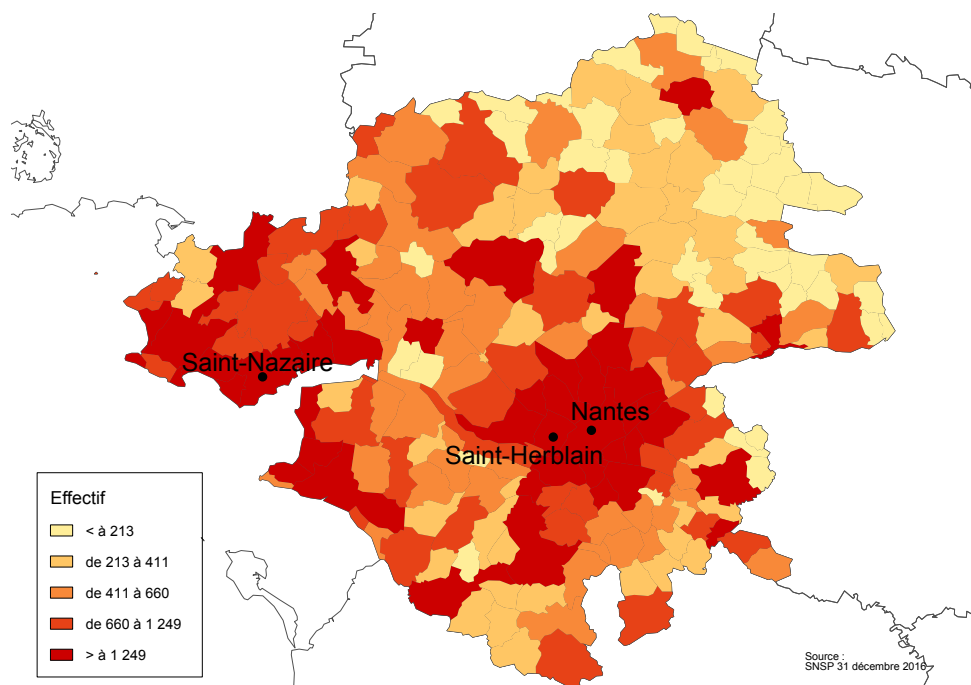 Saint-Nazaire
Nantes
Saint-Herblain
Effectif
< à 213
de 213 à 411
de 411 à 660
de 660 à 1 249
> à 1 249
Source :
SNSP 31 décembre 2016